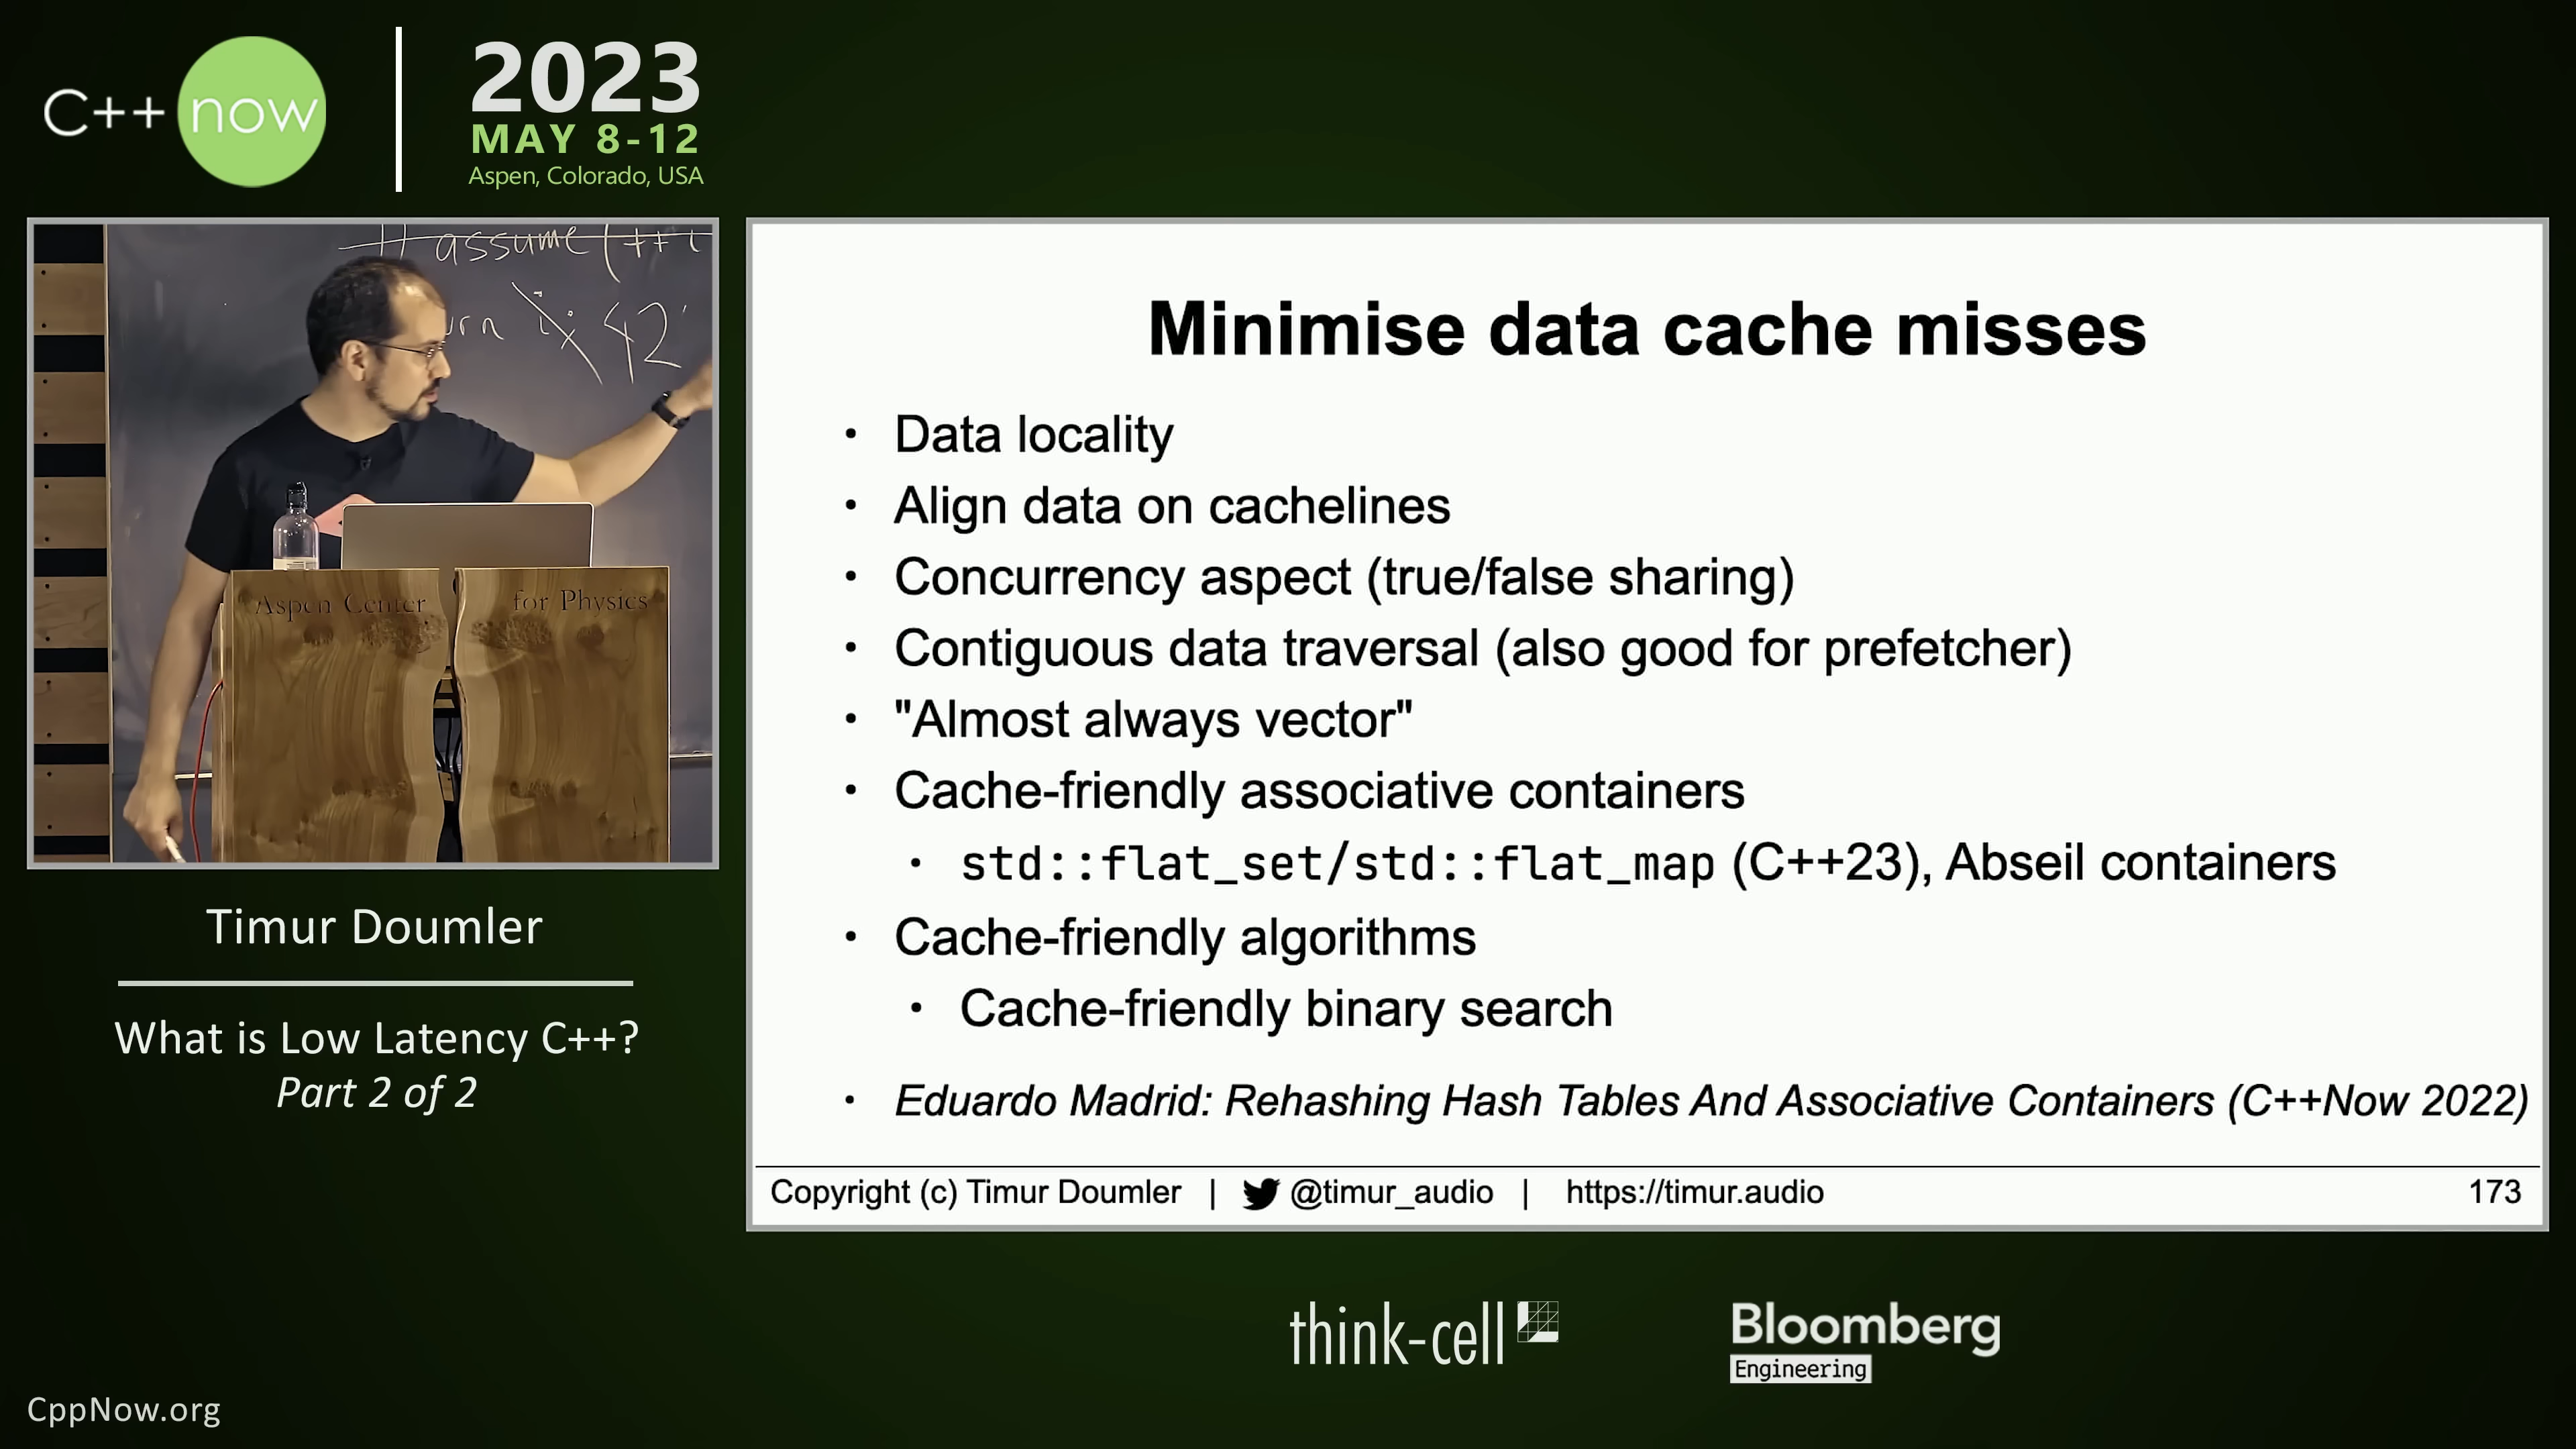 C++ now
2023
MAY 8-12
Aspen, Colorado, USA
assume(++i
urn i 42
Aspen Center for Physics
Timur Doumler
What is Low Latency C++?
Part 2 of 2
Minimise data cache misses
• Data locality
• Align data on cachelines
• Concurrency aspect (true/false sharing)
• Contiguous data traversal (also good for prefetcher)
• "Almost always vector"
• Cache-friendly associative containers
• std::flat_set/std::flat_map (C++23), Abseil containers
• Cache-friendly algorithms
• Cache-friendly binary search
• Eduardo Madrid: Rehashing Hash Tables And Associative Containers (C++Now 2022)
Copyright (c) Timur Doumler | @timur_audio | https://timur.audio 173
think-cell
Bloomberg
Engineering
CppNow.org